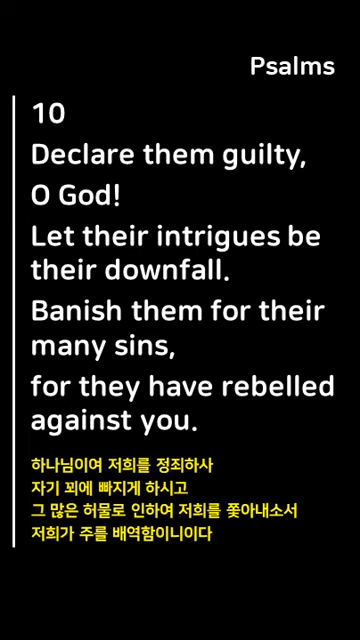 Psalms
10
Declare them guilty,
O God!
Let their intrigues be
their downfall.
Banish them for their
many sins,
for they have rebelled
against you.
하나님이여 저희를 정죄하사
자기 꾀에 빠지게 하시고
그 많은 허물로 인하여 저희를 쫓아내소서
저희가 주를 배역함이니이다